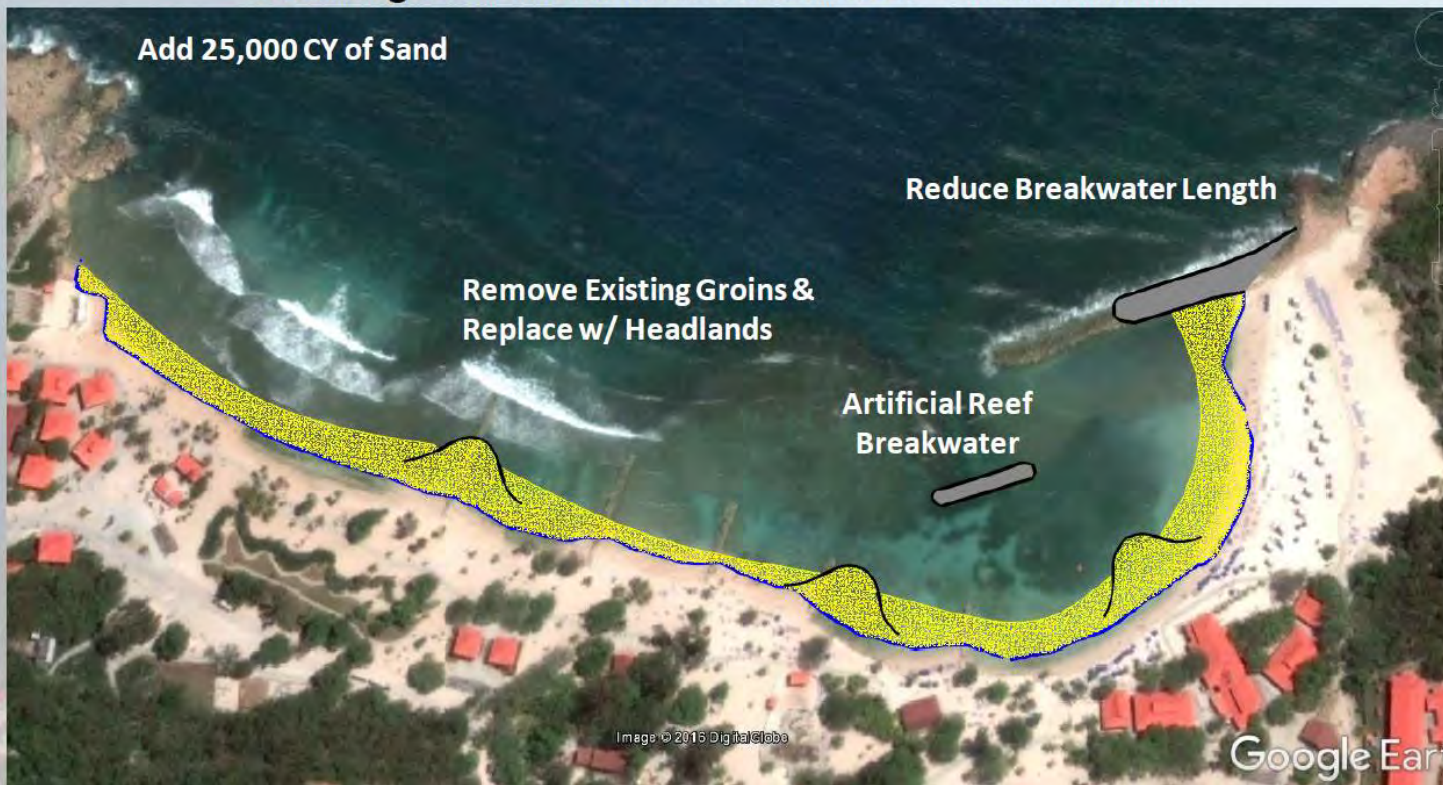 Add 25,000 CY of Sand
Reduce Breakwater Length
Remove Existing Groins &
Replace w/ Headlands
Artificial Reef
Breakwater
Image © 2016 DigitalGlobe
Google Eart